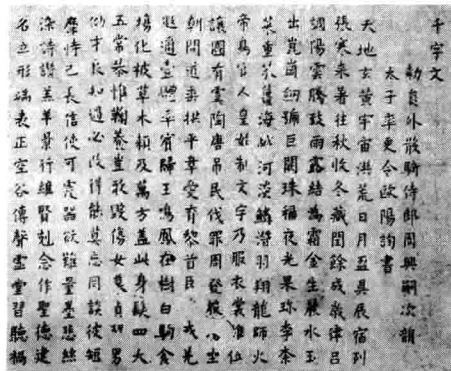 千字文
勅員外散騎侍郎周興嗣次韻
太子率更令歐陽詢書
天地玄黃宇宙洪荒日月盈昃辰宿列
張寒来暑往秋收冬藏閏餘成歲律呂
調陽雲騰致雨露結為霜金生麗水玉
出崑崗劒號巨闕珠稱夜光果珎李柰
菜重芥薑海鹹河淡鱗潛羽翔龍師火
帝鳥官人皇始制文字乃服衣裳推位
讓國有虞陶唐吊民伐罪周發殷坐
朝問道垂拱平章愛育黎首臣戎羌
遐邇壹體率賓歸王鳴鳳在樹白駒食
場化被草木賴及萬方蓋此身髮四大
五常恭惟鞠養豈敢毀傷女慕貞潔男
效才良知過必改得能莫忘罔談彼短
靡恃己長信使可覆器欲難量墨悲絲
染詩讚羔羊景行維賢剋念作聖德建
名立形端表正空谷傳聲虛堂習聽禍